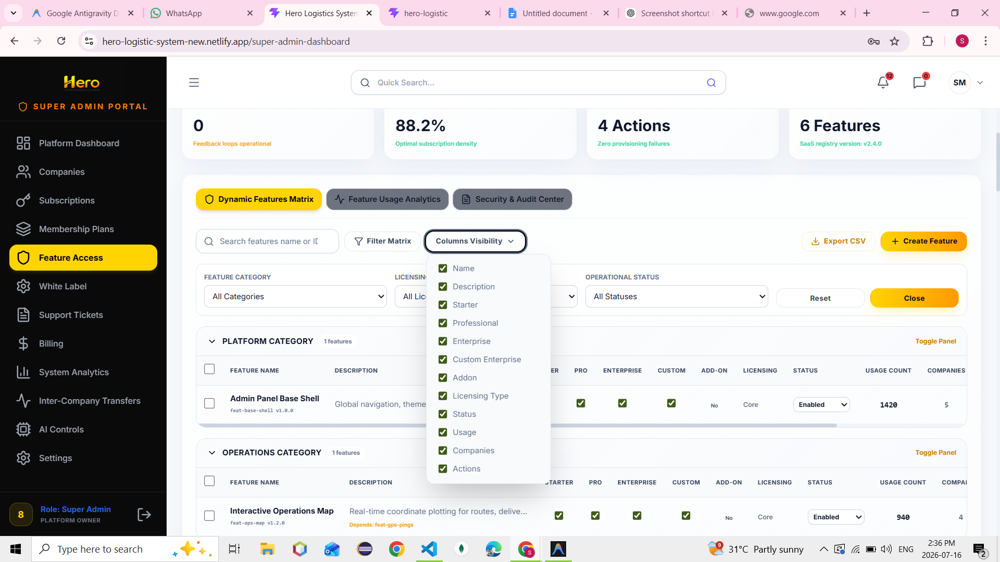 Google Antigravity D
WhatsApp
Hero Logistics System
hero-logistic
Untitled document -
Screenshot shortcut
www.google.com
hero-logistic-system-new.netlify.app/super-admin-dashboard
S
Hero
SUPER ADMIN PORTAL
Platform Dashboard
Companies
Subscriptions
Membership Plans
Feature Access
White Label
Support Tickets
Billing
System Analytics
Inter-Company Transfers
AI Controls
Settings
8
Role: Super Admin
PLATFORM OWNER
Quick Search...
12
0
SM
0
Feedback loops operational
88.2%
Optimal subscription density
4 Actions
Zero provisioning failures
6 Features
SaaS registry version: v2.4.0
Dynamic Features Matrix
Feature Usage Analytics
Security & Audit Center
Search features name or ID
Filter Matrix
Columns Visibility
Export CSV
Create Feature
Name
Description
Starter
Professional
Enterprise
Custom Enterprise
Addon
Licensing Type
Status
Usage
Companies
Actions
FEATURE CATEGORY
LICENSING
OPERATIONAL STATUS
All Categories
All Lic
All Statuses
Reset
Close
PLATFORM CATEGORY 1 features
Toggle Panel
FEATURE NAME DESCRIPTION ER PRO ENTERPRISE CUSTOM ADD-ON LICENSING STATUS USAGE COUNT COMPANIES
Admin Panel Base Shell
feat-base-shell v1.0.0
Global navigation, theme
No
Core
Enabled
1420
5
OPERATIONS CATEGORY 1 features
Toggle Panel
FEATURE NAME DESCRIPTION STARTER PRO ENTERPRISE CUSTOM ADD-ON LICENSING STATUS USAGE COUNT COMPAI
Interactive Operations Map
feat-ops-map v1.2.0
Real-time coordinate plotting for routes, delive...
Depends: feat-gps-pings
No
Core
Enabled
940
4
Type here to search
9
31°C Partly sunny
ENG
2:36 PM
2026-07-16
2